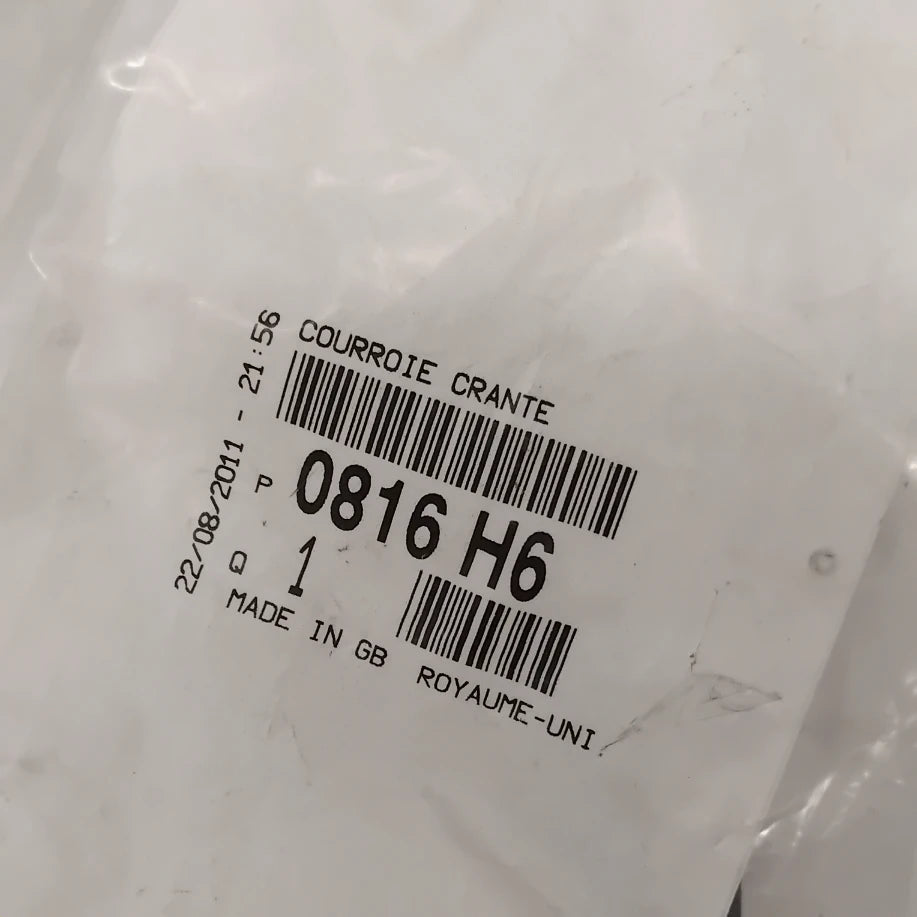 22/08/2011 - 21:56
COURROIE CRANTE
P 0816 H6
Q 1
MADE IN GB ROYAUME-UNI